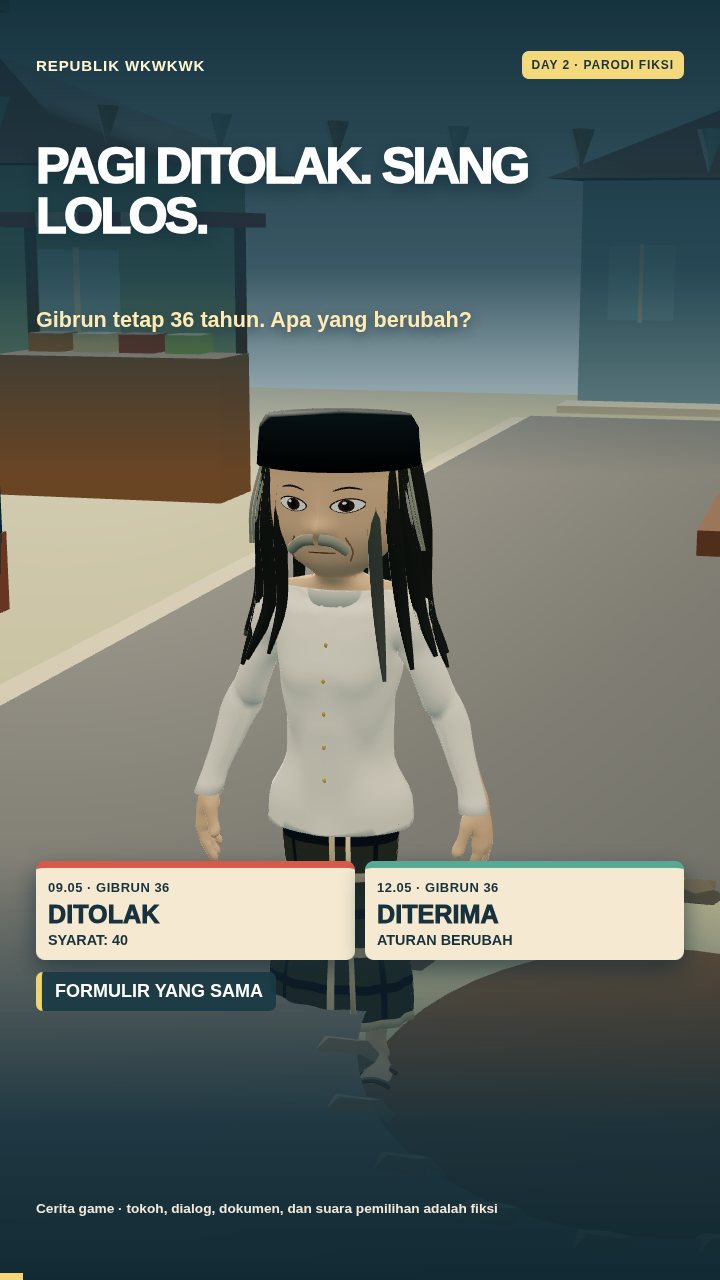 REPUBLIK WKWKWK
DAY 2 · PARODI FIKSI
PAGI DITOLAK. SIANG
LOLOS.
Gibrun tetap 36 tahun. Apa yang berubah?
09.05 · GIBRUN 36
DITOLAK
SYARAT: 40
12.05 · GIBRUN 36
DITERIMA
ATURAN BERUBAH
FORMULIR YANG SAMA
Cerita game · tokoh, dialog, dokumen, dan suara pemilihan adalah fiksi